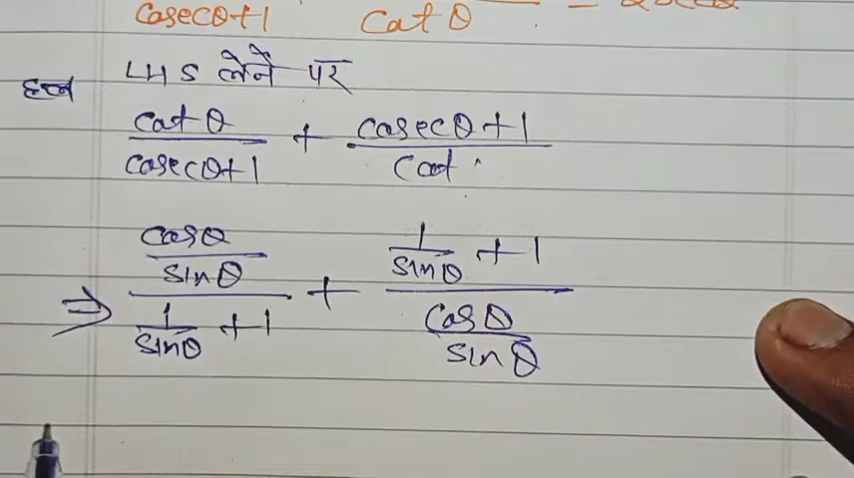 cosecθ+1 cotθ = 2secθ
हल LHS लेने पर
cotθ / cosecθ+1 + cosecθ+1 / cot
⇒ cosθ/sinθ / 1/sinθ +1 + 1/sinθ +1 / cosθ/sinθ